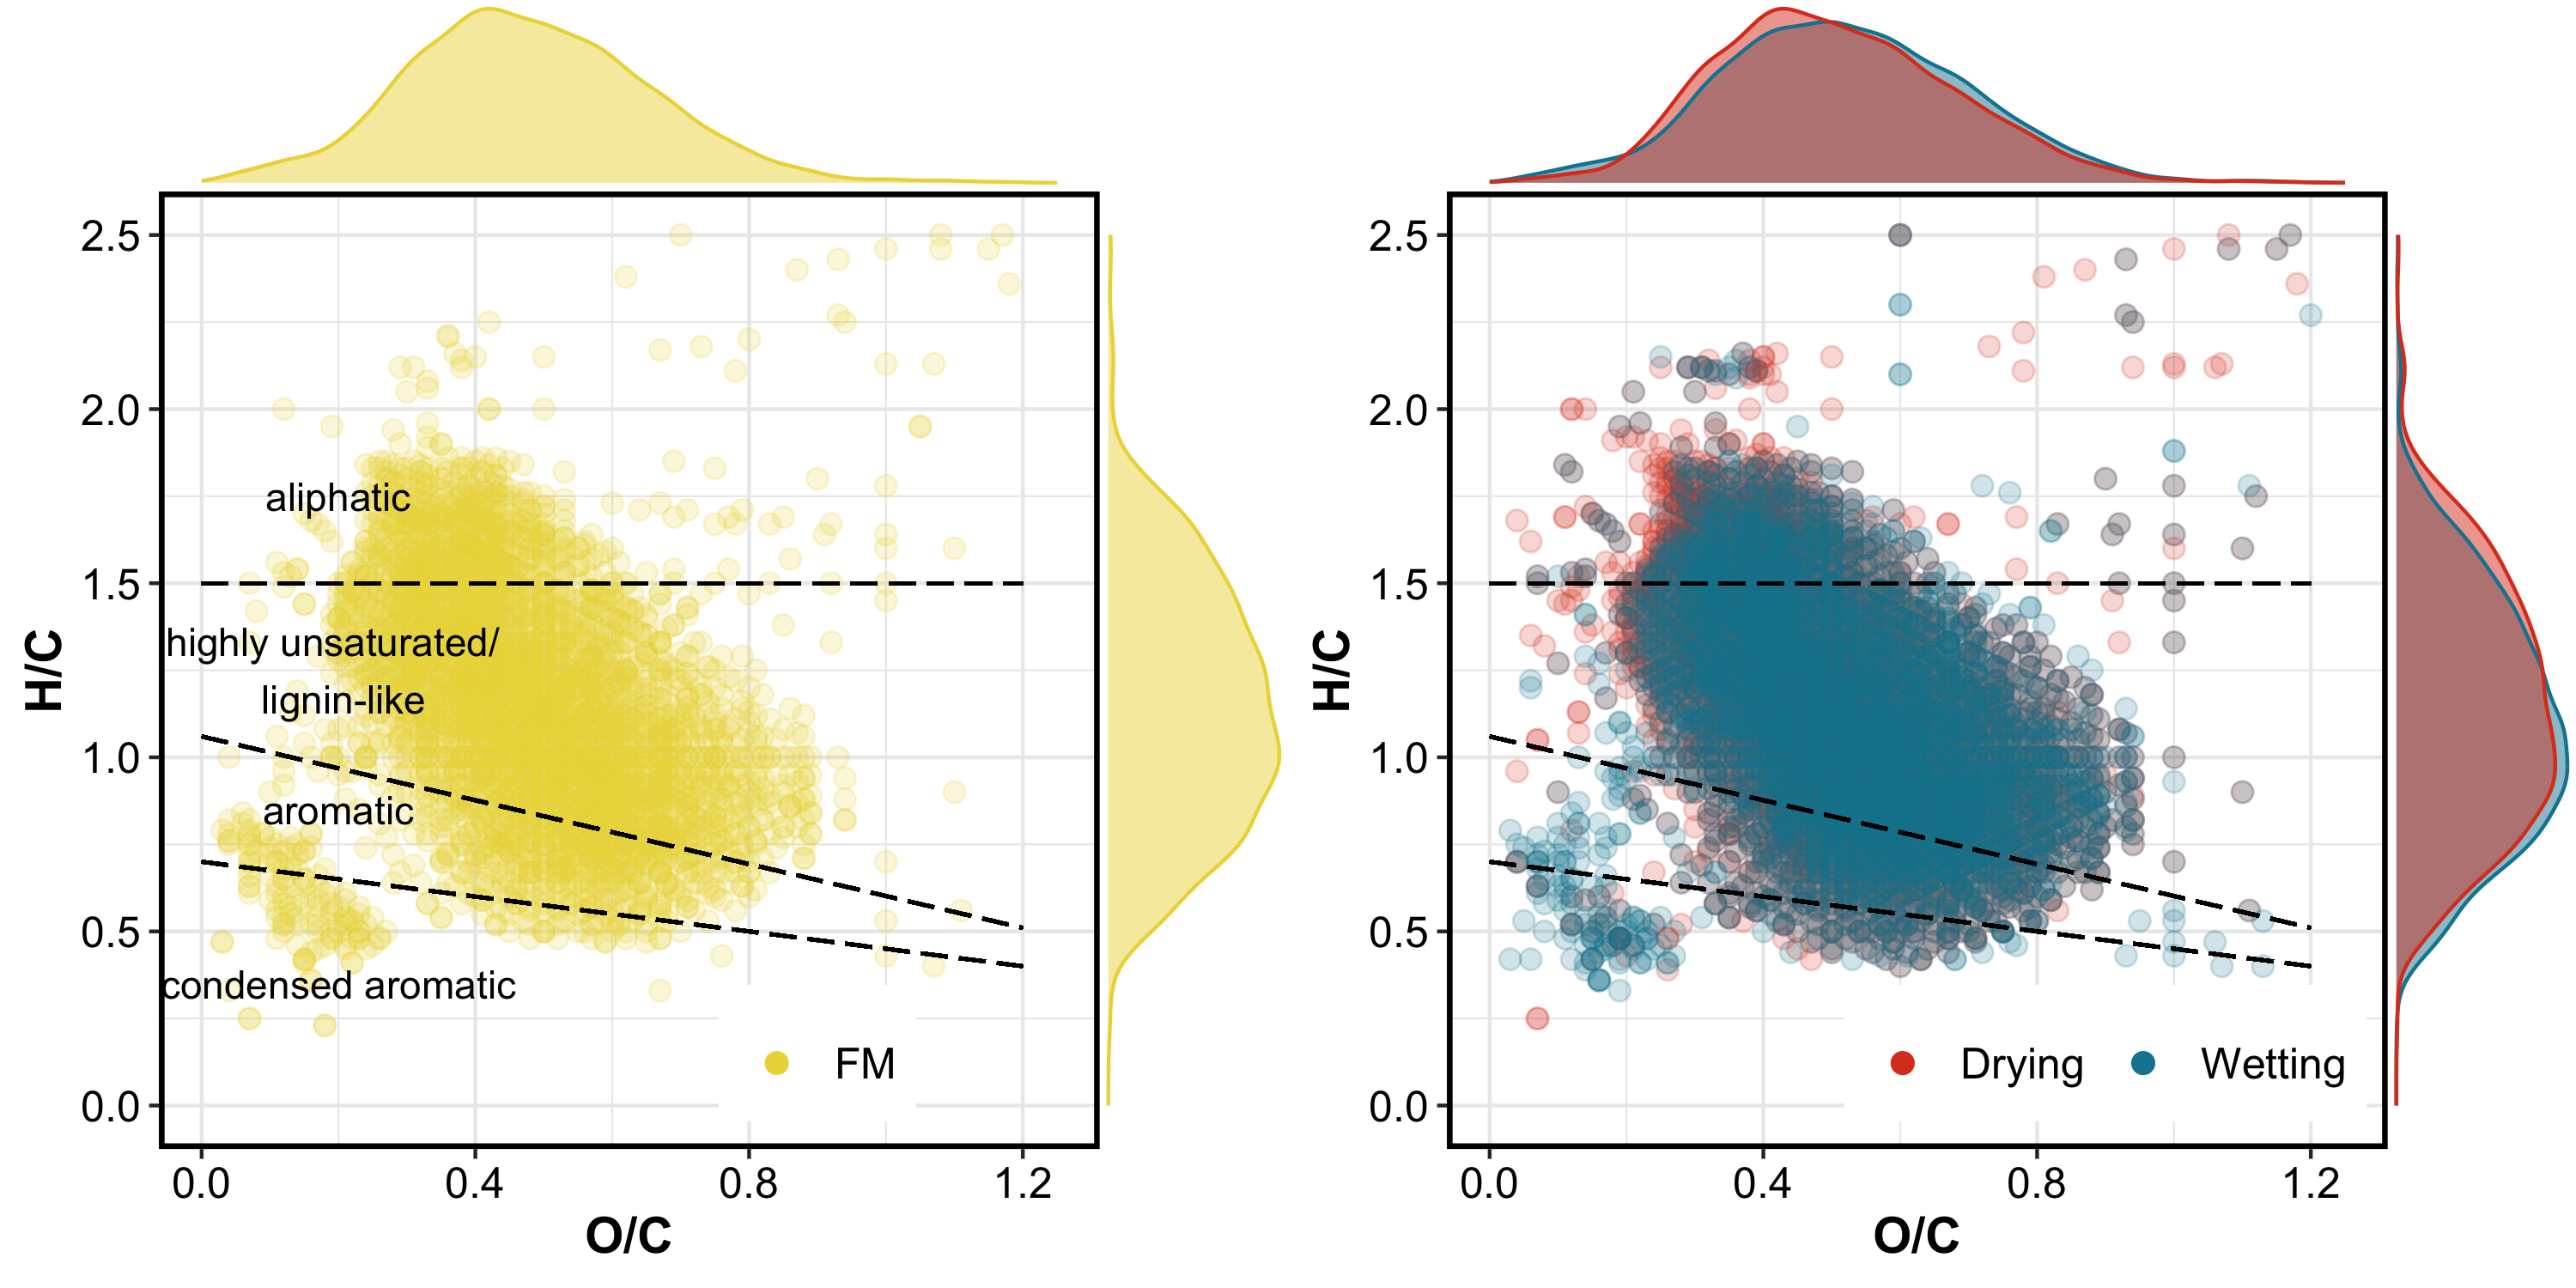 2.5
2.0
1.5
1.0
0.5
0.0
H/C
aliphatic
highly unsaturated/
lignin-like
aromatic
condensed aromatic
FM
0.0 0.4 0.8 1.2
O/C
2.5
2.0
1.5
1.0
0.5
0.0
H/C
Drying Wetting
0.0 0.4 0.8 1.2
O/C